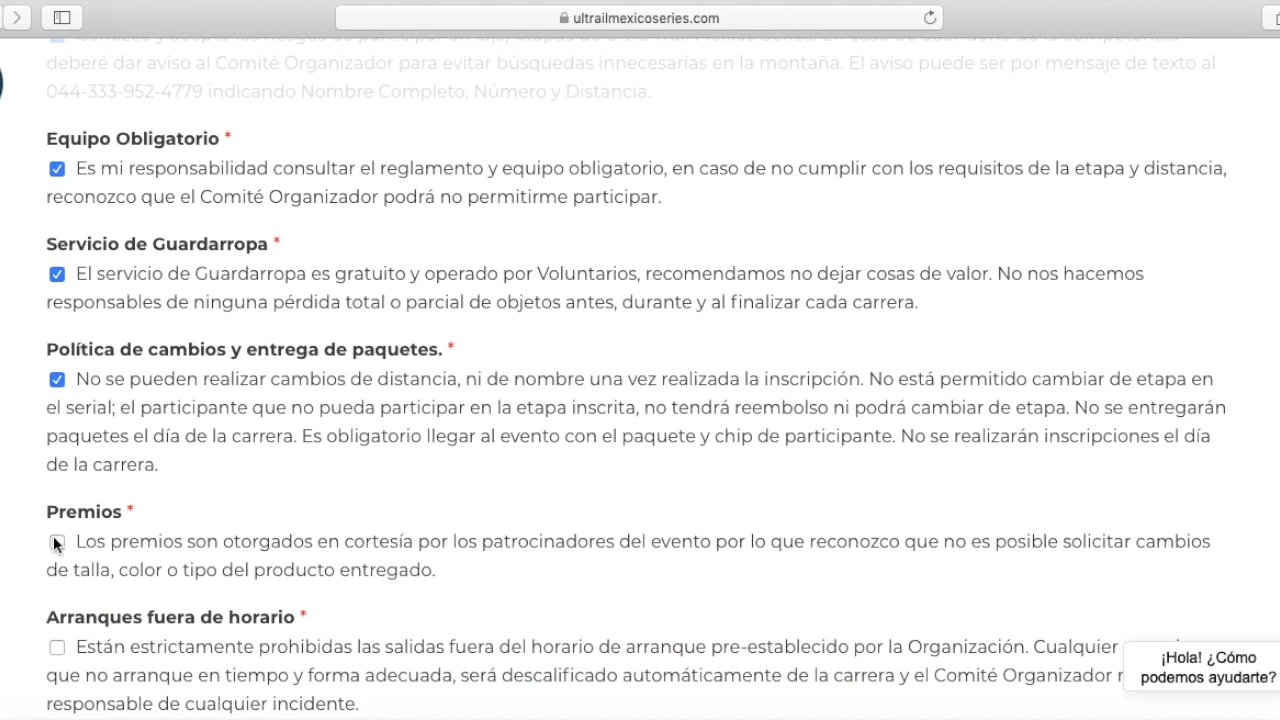 ultrailmexicoseries.com
deberé dar aviso al Comité Organizador para evitar búsquedas innecesarias en la montaña. El aviso puede ser por mensaje de texto al
044-333-952-4779 indicando Nombre Completo, Número y Distancia.
Equipo Obligatorio *
Es mi responsabilidad consultar el reglamento y equipo obligatorio, en caso de no cumplir con los requisitos de la etapa y distancia,
reconozco que el Comité Organizador podrá no permitirme participar.
Servicio de Guardarropa *
El servicio de Guardarropa es gratuito y operado por Voluntarios, recomendamos no dejar cosas de valor. No nos hacemos
responsables de ninguna pérdida total o parcial de objetos antes, durante y al finalizar cada carrera.
Política de cambios y entrega de paquetes. *
No se pueden realizar cambios de distancia, ni de nombre una vez realizada la inscripción. No está permitido cambiar de etapa en
el serial; el participante que no pueda participar en la etapa inscrita, no tendrá reembolso ni podrá cambiar de etapa. No se entregarán
paquetes el día de la carrera. Es obligatorio llegar al evento con el paquete y chip de participante. No se realizarán inscripciones el día
de la carrera.
Premios *
Los premios son otorgados en cortesía por los patrocinadores del evento por lo que reconozco que no es posible solicitar cambios
de talla, color o tipo del producto entregado.
Arranques fuera de horario *
Están estrictamente prohibidas las salidas fuera del horario de arranque pre-establecido por la Organización. Cualquier
que no arranque en tiempo y forma adecuada, será descalificado automáticamente de la carrera y el Comité Organizador
responsable de cualquier incidente.
¡Hola! ¿Cómo
podemos ayudarte?